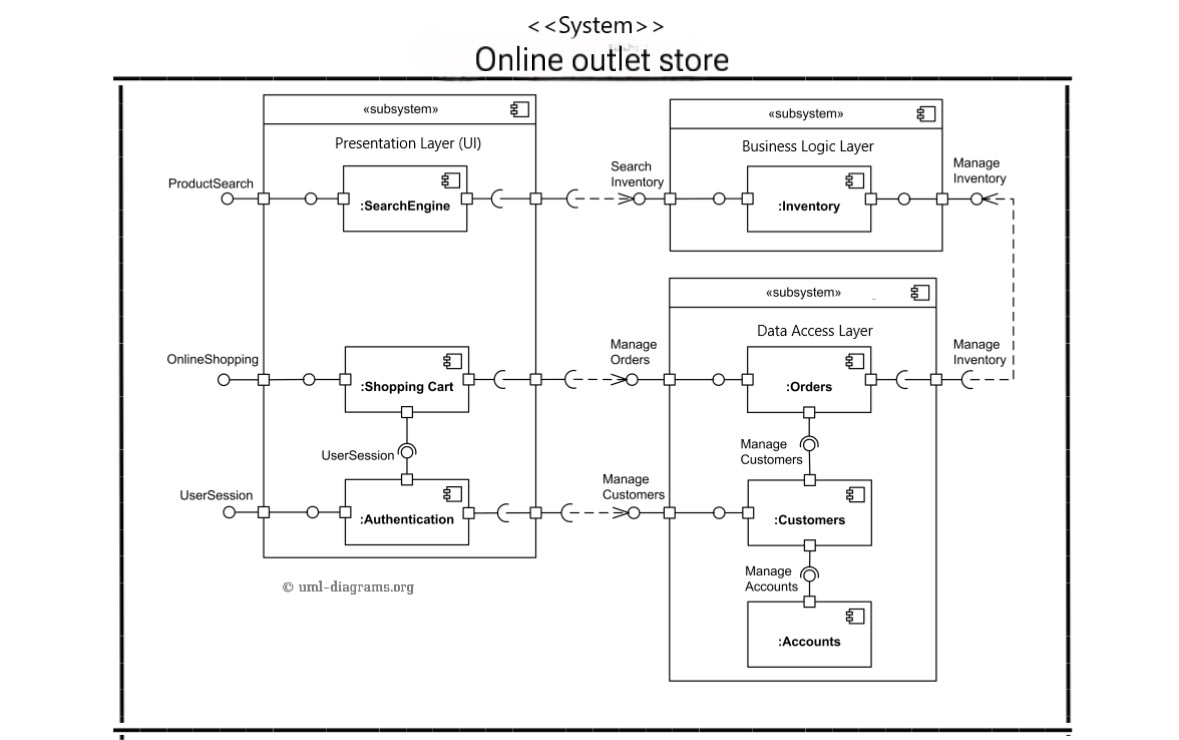 <<System>>
Online outlet store
«subsystem»
Presentation Layer (UI)
ProductSearch
:SearchEngine
OnlineShopping
:Shopping Cart
UserSession
UserSession
:Authentication
© uml-diagrams.org
«subsystem»
Business Logic Layer
Search
Inventory
:Inventory
Manage
Inventory
«subsystem»
Data Access Layer
Manage
Orders
:Orders
Manage
Inventory
Manage
Customers
Manage
Customers
:Customers
Manage
Accounts
:Accounts